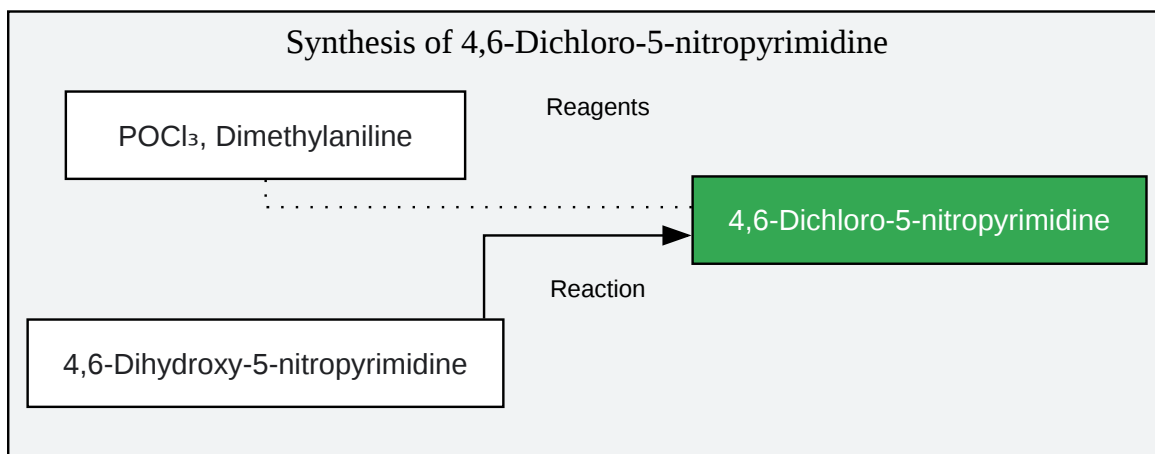 Synthesis of 4,6-Dichloro-5-nitropyrimidine
Reagents
POCl₃, Dimethylaniline
4,6-Dichloro-5-nitropyrimidine
Reaction
4,6-Dihydroxy-5-nitropyrimidine